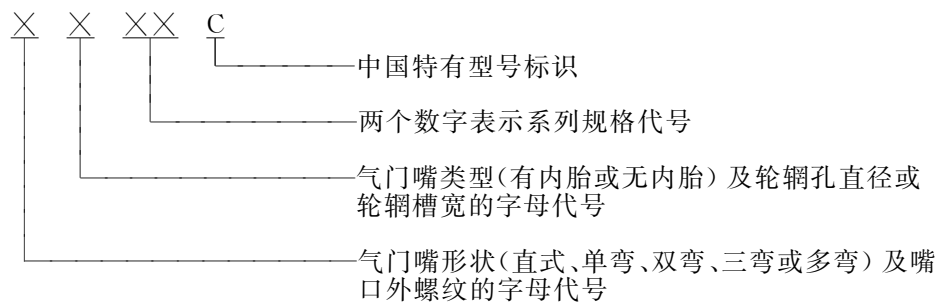 X X XX C
中国特有型号标识
两个数字表示系列规格代号
气门嘴类型(有内胎或无内胎)及轮辋孔直径或
轮辋槽宽的字母代号
气门嘴形状(直式、单弯、双弯、三弯或多弯)及嘴
口外螺纹的字母代号